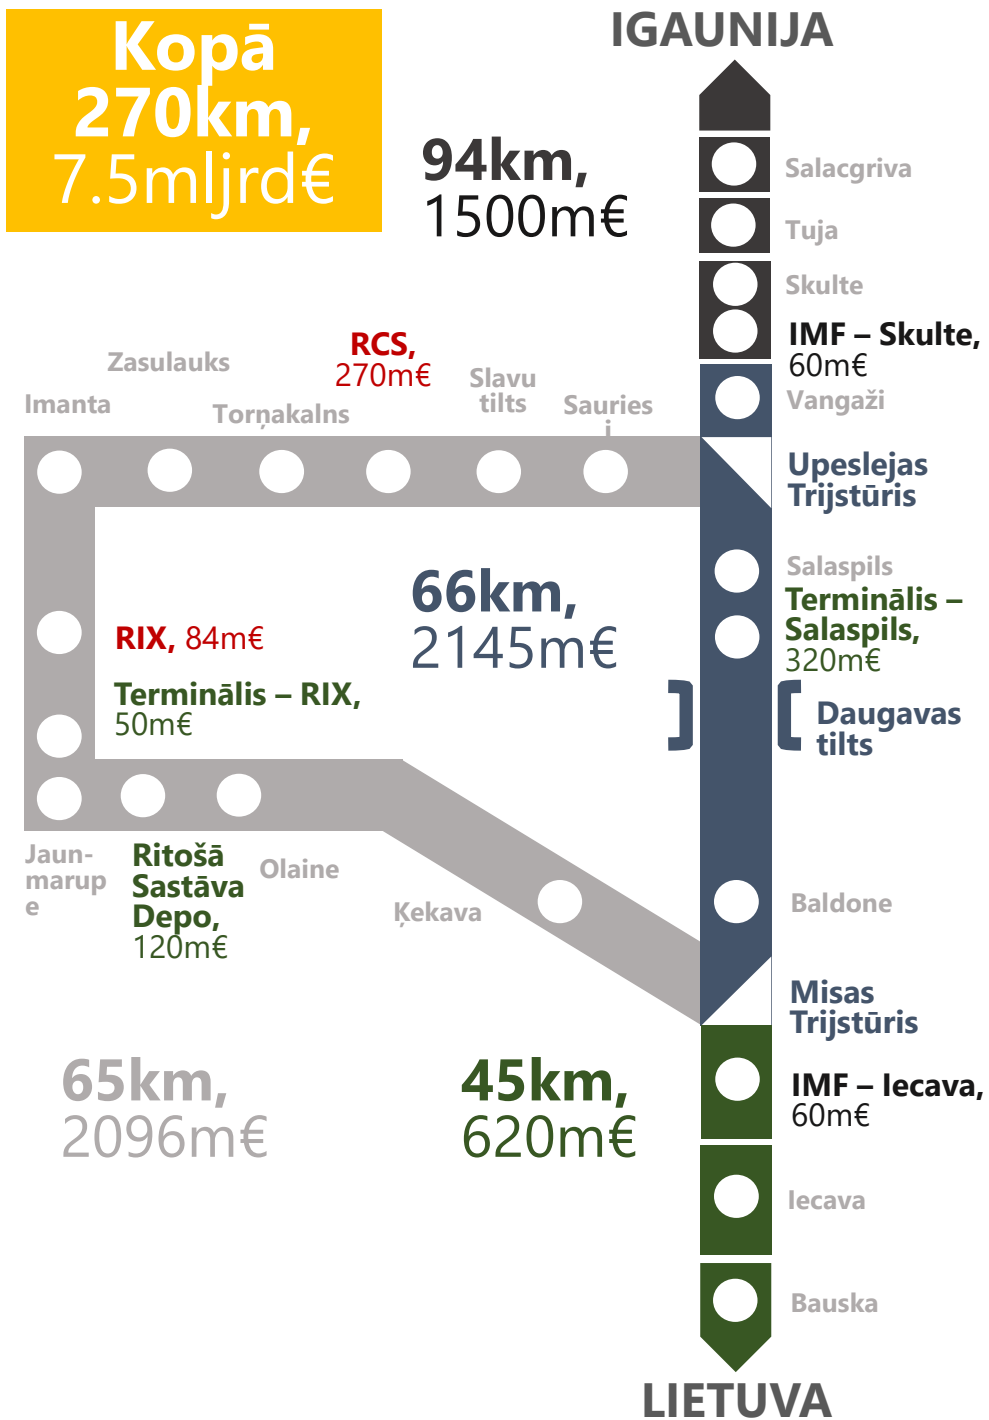 IGAUNIJA
Kopā
270km,
7.5mljrd€
94km,
1500m€
Salacgriva
Tuja
Skulte
IMF – Skulte,
60m€
Vangaži
RCS,
270m€
Zasulauks
Imanta
Torņakalns
Slavu
tilts
Sauries
i
Upeslejas
Trijstūris
66km,
2145m€
Salaspils
Terminālis –
Salaspils,
320m€
RIX, 84m€
Terminālis – RIX,
50m€
Daugavas
tilts
Jaun-
marup
e
Ritošā
Sastāva
Depo,
120m€
Olaine
Ķekava
Baldone
Misas
Trijstūris
65km,
2096m€
45km,
620m€
IMF – Iecava,
60m€
Iecava
Bauska
LIETUVA